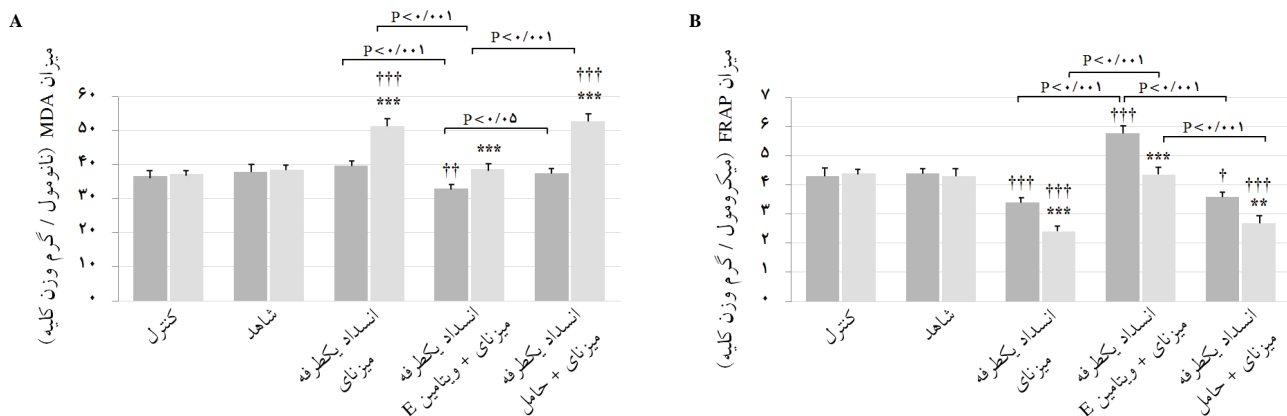 A
P<۰/۰۰۱
P<۰/۰۰۱
P<۰/۰۰۱
†††
***
†††
***
P<۰/۰۵
***
††
میزان MDA (نانومول / گرم وزن کلیه)
۶۰
۵۰
۴۰
۳۰
۲۰
۱۰
۰
کنترل
شاهد
انسداد یکطرفه
میزنای
انسداد یکطرفه
میزنای + ویتامین E
انسداد یکطرفه
میزنای + حامل
B
P<۰/۰۰۱
P<۰/۰۰۱
P<۰/۰۰۱
†††
P<۰/۰۰۱
***
†††
†††
***
†
†††
**
میزان FRAP (میکرومول / گرم وزن کلیه)
۷
۶
۵
۴
۳
۲
۱
۰
کنترل
شاهد
انسداد یکطرفه
میزنای
انسداد یکطرفه
میزنای + ویتامین E
انسداد یکطرفه
میزنای + حامل